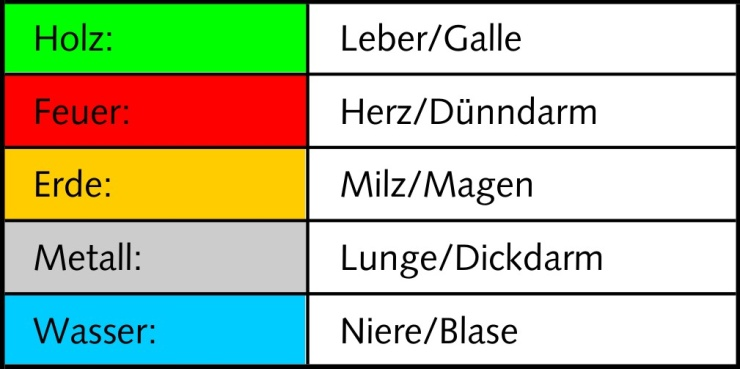 Holz: Leber/Galle
Feuer: Herz/Dünndarm
Erde: Milz/Magen
Metall: Lunge/Dickdarm
Wasser: Niere/Blase